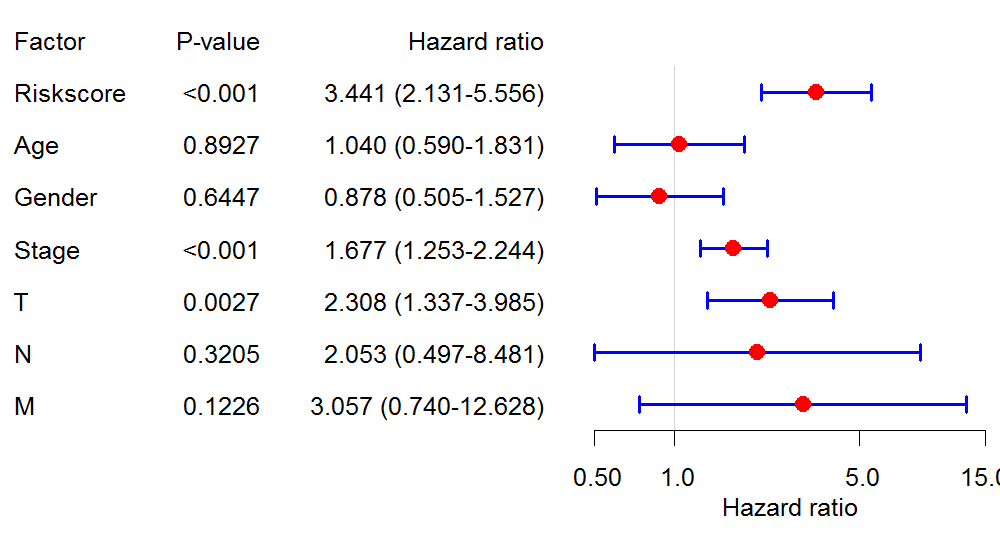 Factor P-value Hazard ratio
Riskscore <0.001 3.441 (2.131-5.556)
Age 0.8927 1.040 (0.590-1.831)
Gender 0.6447 0.878 (0.505-1.527)
Stage <0.001 1.677 (1.253-2.244)
T 0.0027 2.308 (1.337-3.985)
N 0.3205 2.053 (0.497-8.481)
M 0.1226 3.057 (0.740-12.628)
0.50 1.0 5.0 15.0
Hazard ratio